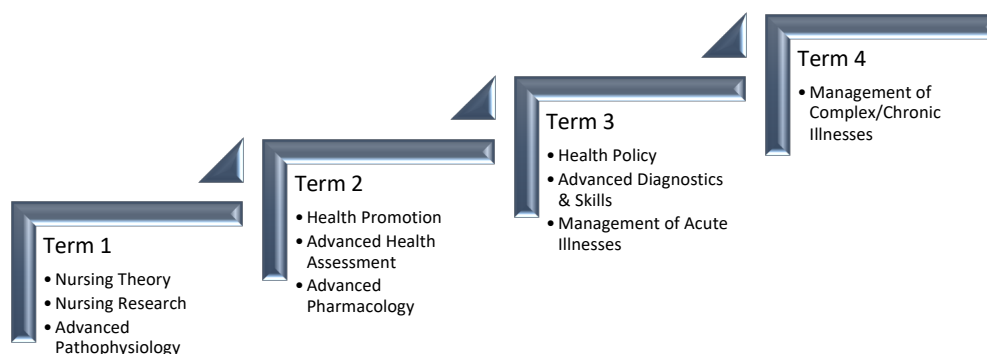 Term 1
• Nursing Theory
• Nursing Research
• Advanced
Pathophysiology
Term 2
• Health Promotion
• Advanced Health
Assessment
• Advanced
Pharmacology
Term 3
• Health Policy
• Advanced Diagnostics
& Skills
• Management of Acute
Illnesses
Term 4
• Management of
Complex/Chronic
Illnesses